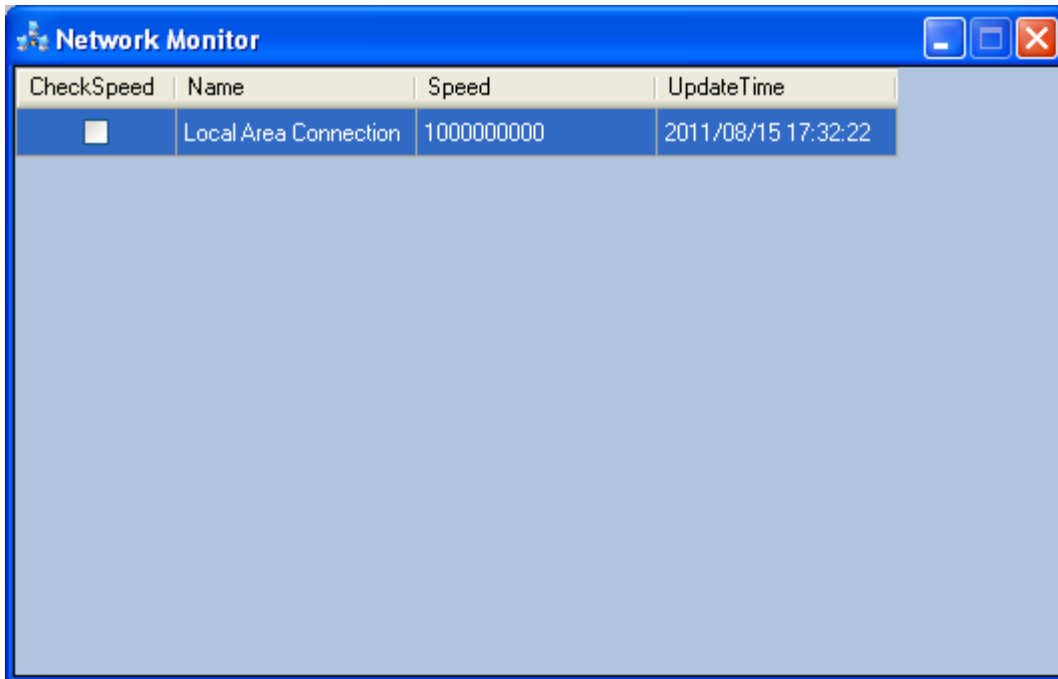 Network Monitor
CheckSpeed Name Speed UpdateTime
Local Area Connection 1000000000 2011/08/15 17:32:22